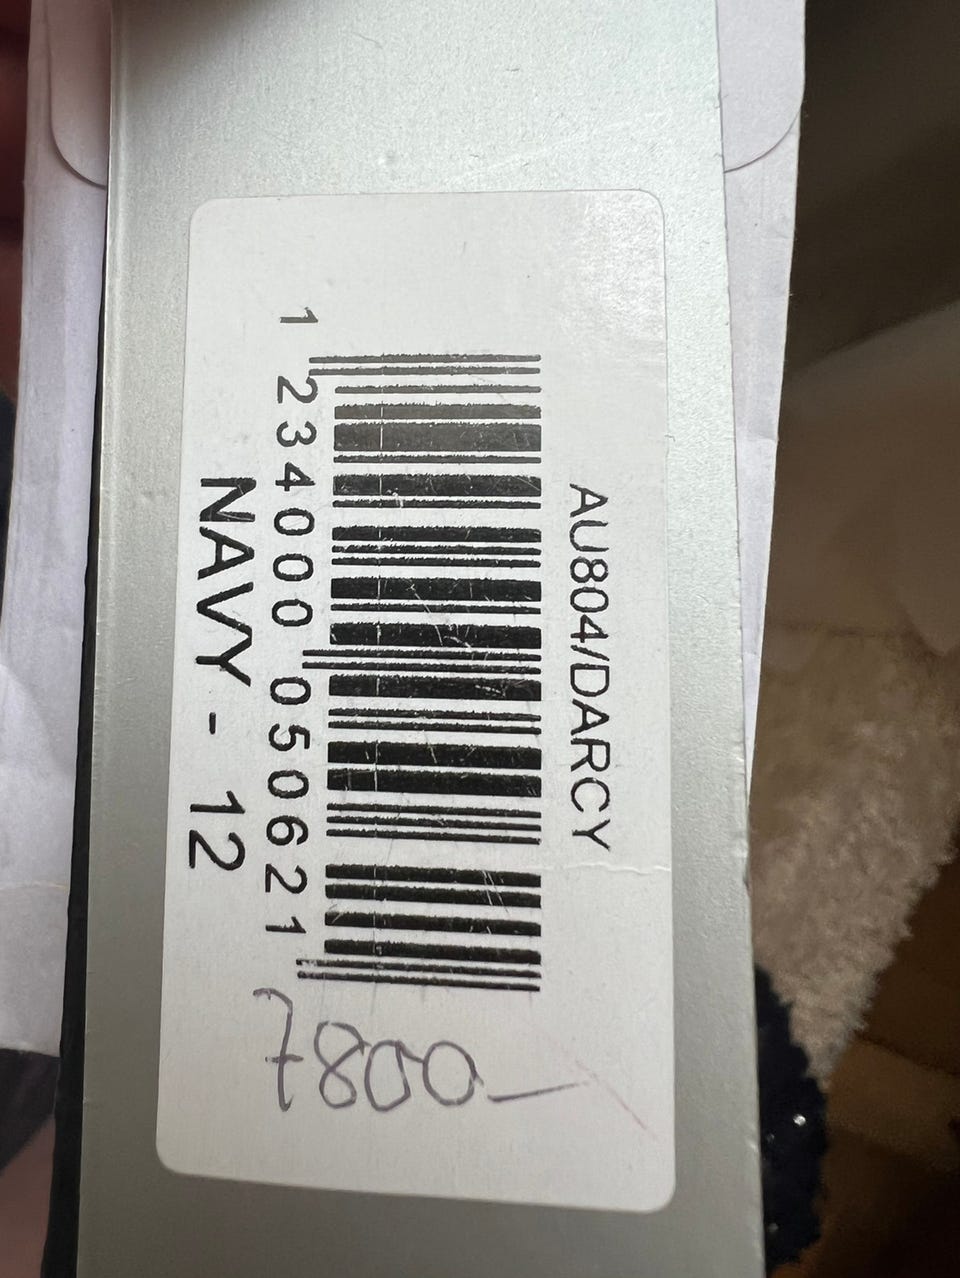 AU804/DARCY
1 234000 050621
NAVY - 12
7800-